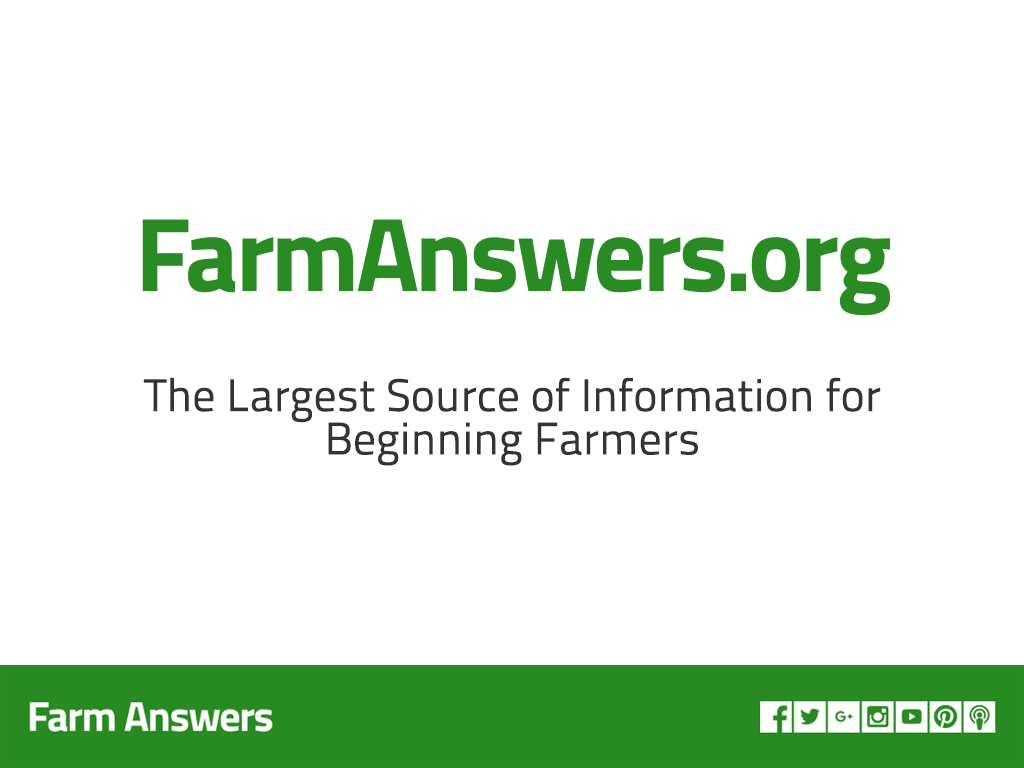 FarmAnswers.org
The Largest Source of Information for
Beginning Farmers
Farm Answers